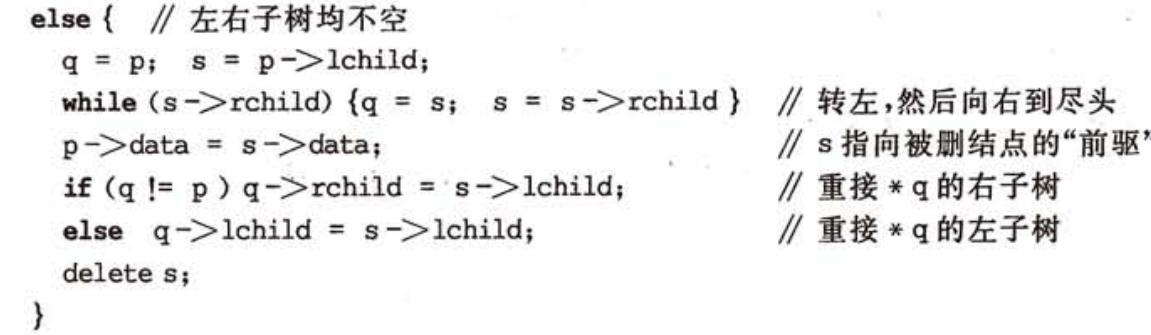 else { // 左右子树均不空
q = p; s = p->lchild;
while (s->rchild) {q = s; s = s->rchild } // 转左,然后向右到尽头
p->data = s->data; // s 指向被删结点的“前驱”
if (q != p ) q->rchild = s->lchild; // 重接 * q 的右子树
else q->lchild = s->lchild; // 重接 * q 的左子树
delete s;
}